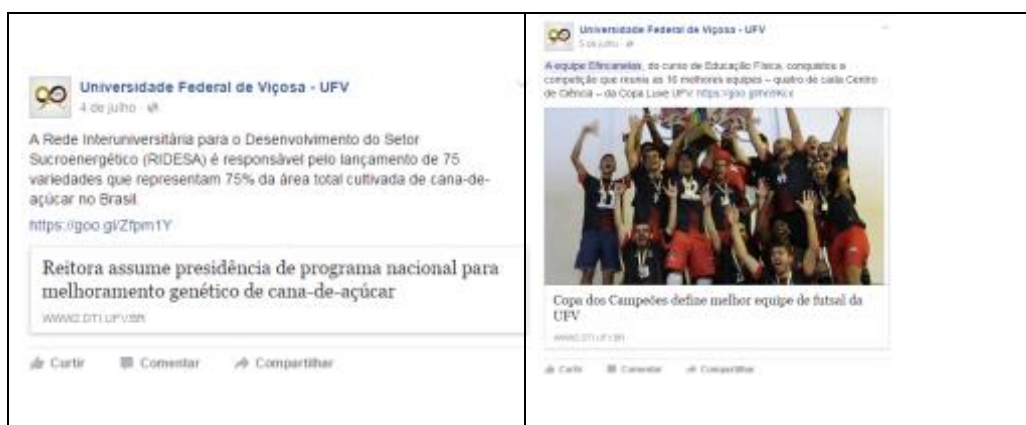 Universidade Federal de Viçosa - UFV
4 de julho
A Rede Interuniversitária para o Desenvolvimento do Setor
Sucroenergético (RIDESA) é responsável pelo lançamento de 75
variedades que representam 75% da área total cultivada de cana-de-
açúcar no Brasil.
https://goo.gl/Zfpm1Y
Reitora assume presidência de programa nacional para
melhoramento genético de cana-de-açúcar
WWW2.DTI.UFV.BR
Curtir Comentar Compartilhar
Universidade Federal de Viçosa - UFV
5 de julho
A equipe Efincanelas, do curso de Educação Física, conquistou a
competição que reuniu as 16 melhores equipes – quatro de cada Centro
de Ciência – da Copa Luve UFV.
Copa dos Campeões define melhor equipe de futsal da
UFV
WWW2.DTI.UFV.BR
Curtir Comentar Compartilhar